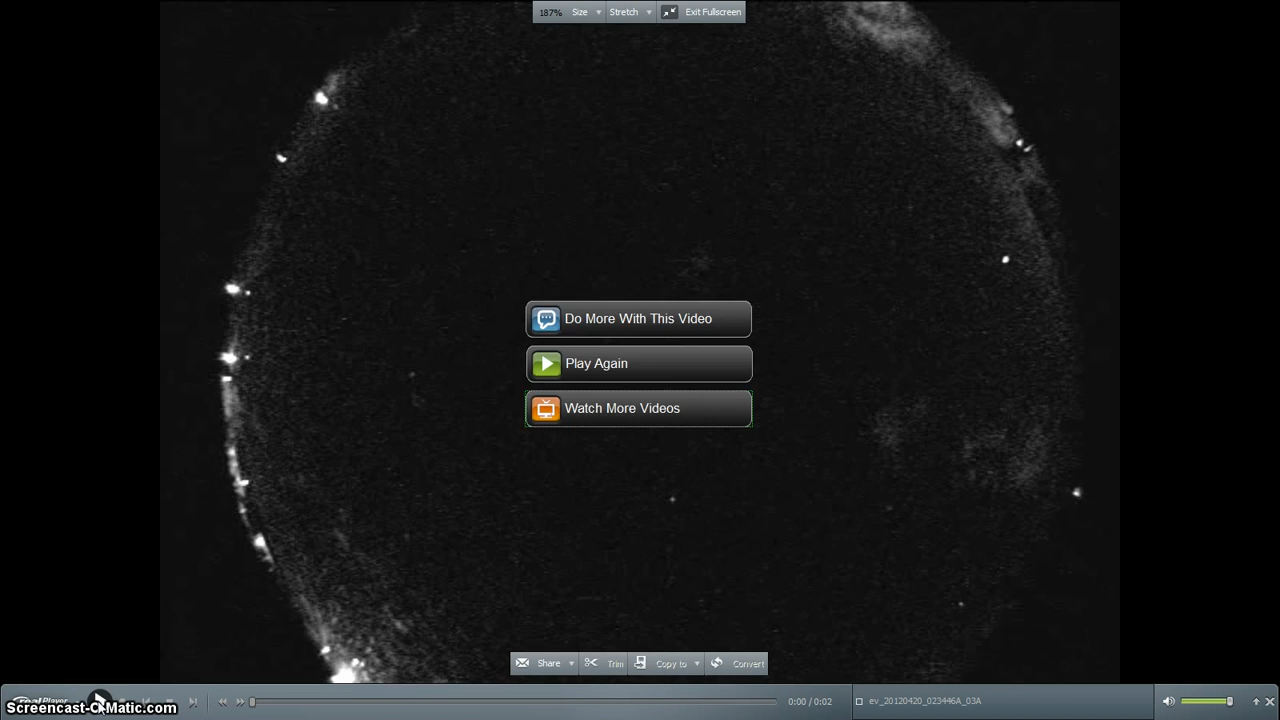 187% Size Stretch Exit Fullscreen
Do More With This Video
Play Again
Watch More Videos
Share Trim Copy to Convert
realPlayer
0:00 / 0:02 ev_20120420_023446A_03A
Screencast-O-Matic.com